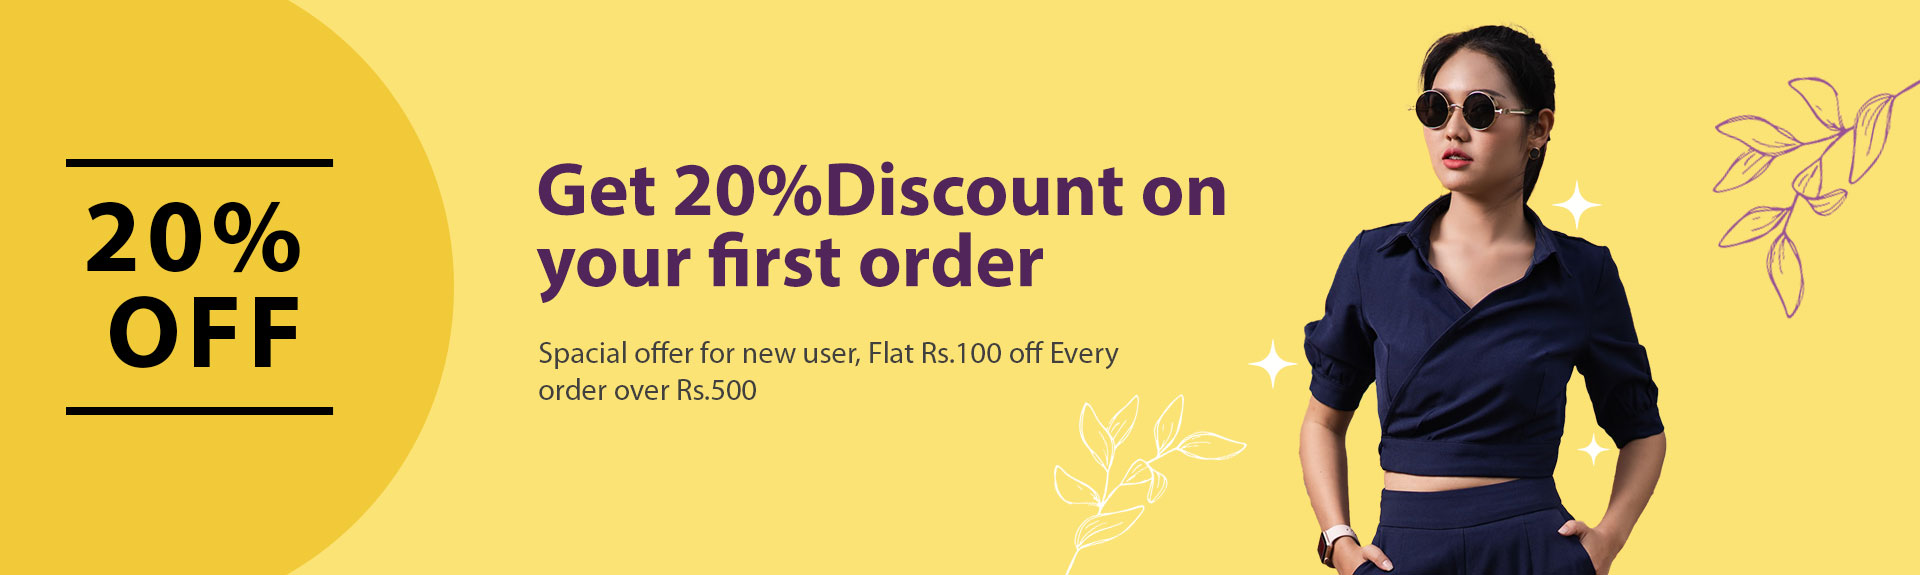 20%
OFF
Get 20%Discount on
your first order
Spacial offer for new user, Flat Rs.100 off Every
order over Rs.500